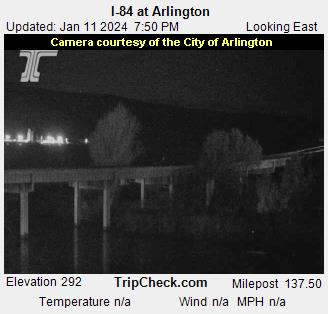 I-84 at Arlington
Updated: Jan 11 2024 7:50 PM Looking East
Camera courtesy of the City of Arlington
Elevation 292 TripCheck.com Milepost 137.50
Temperature n/a Wind n/a MPH n/a